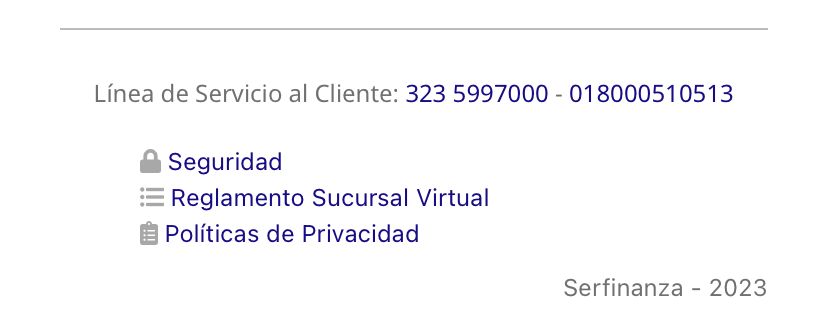 Línea de Servicio al Cliente: 323 5997000 - 018000510513
Seguridad
Reglamento Sucursal Virtual
Políticas de Privacidad
Serfinanza - 2023